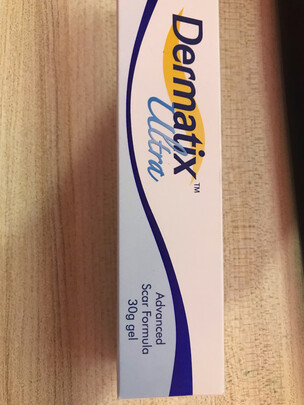 Dermatix™
Ultra
Advanced
Scar Formula
30g gel